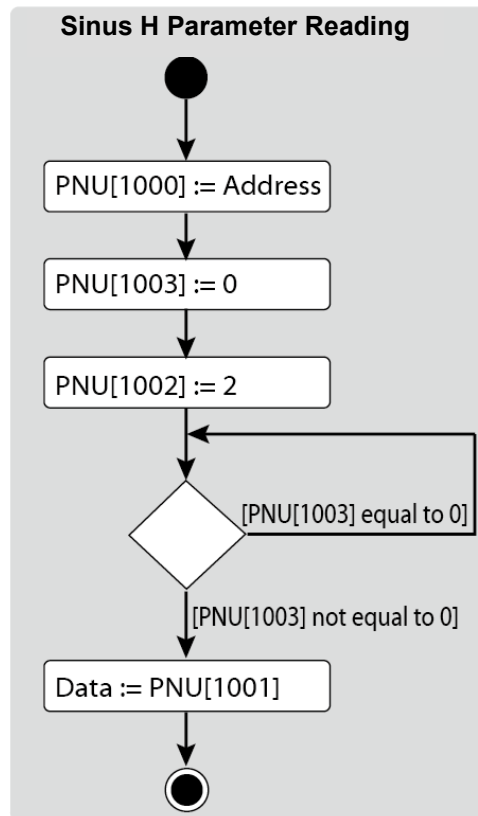 Sinus H Parameter Reading
PNU[1000] := Address
PNU[1003] := 0
PNU[1002] := 2
[PNU[1003] equal to 0]
[PNU[1003] not equal to 0]
Data := PNU[1001]